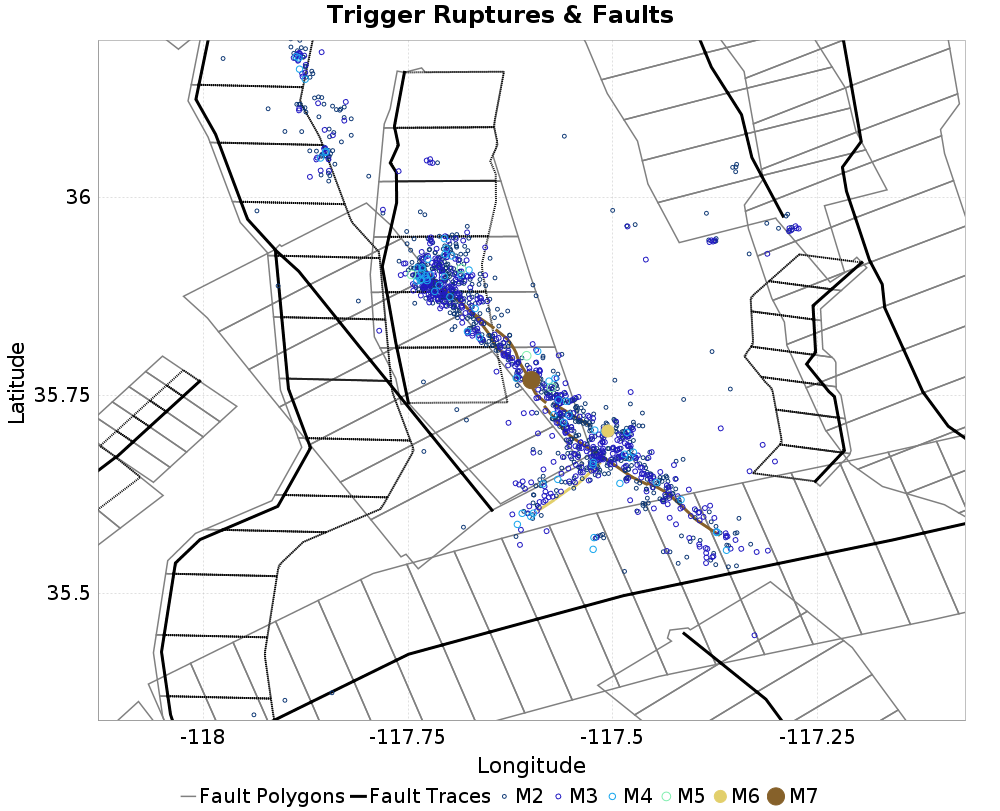 Trigger Ruptures & Faults
36
35.75
35.5
Latitude
-118 -117.75 -117.5 -117.25
Longitude
Fault Polygons Fault Traces M2 M3 M4 M5 M6 M7